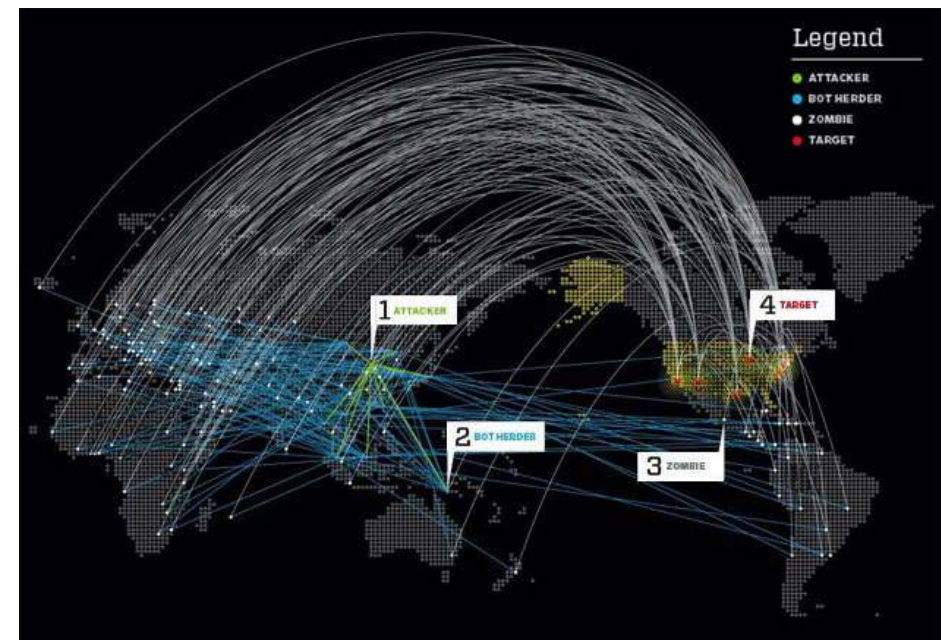 Legend
ATTACKER
BOT HERDER
ZOMBIE
TARGET
1 ATTACKER
4 TARGET
2 BOT HERDER
3 ZOMBIE